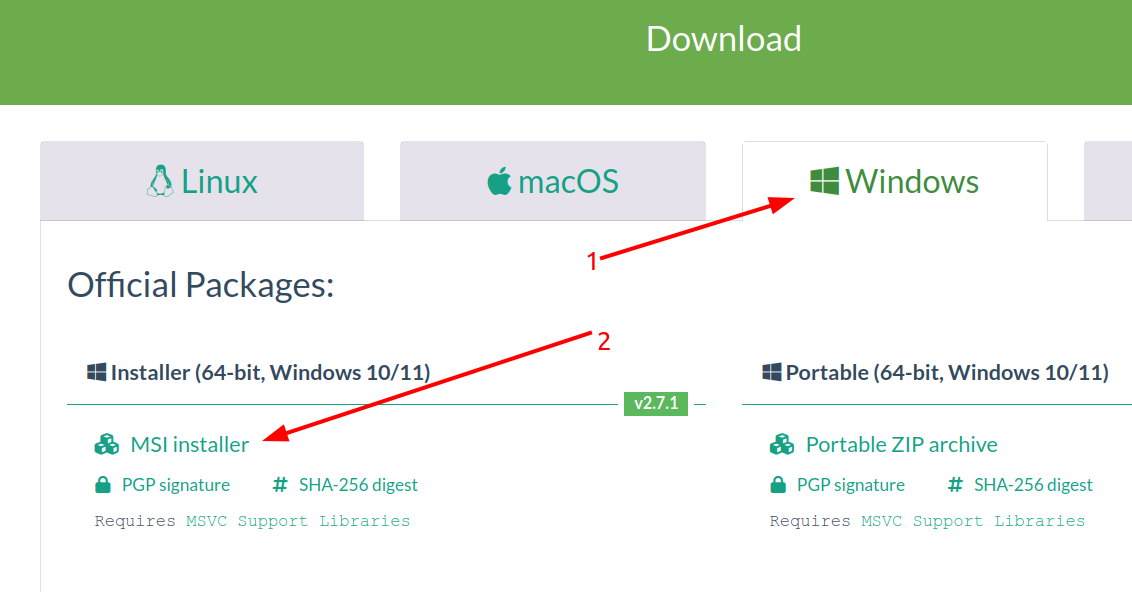 Download
Linux
macOS
Windows
1
Official Packages:
2
Installer (64-bit, Windows 10/11)
v2.7.1
MSI installer
PGP signature
SHA-256 digest
Requires MSVC Support Libraries
Portable (64-bit, Windows 10/11)
Portable ZIP archive
PGP signature
SHA-256 digest
Requires MSVC Support Libraries